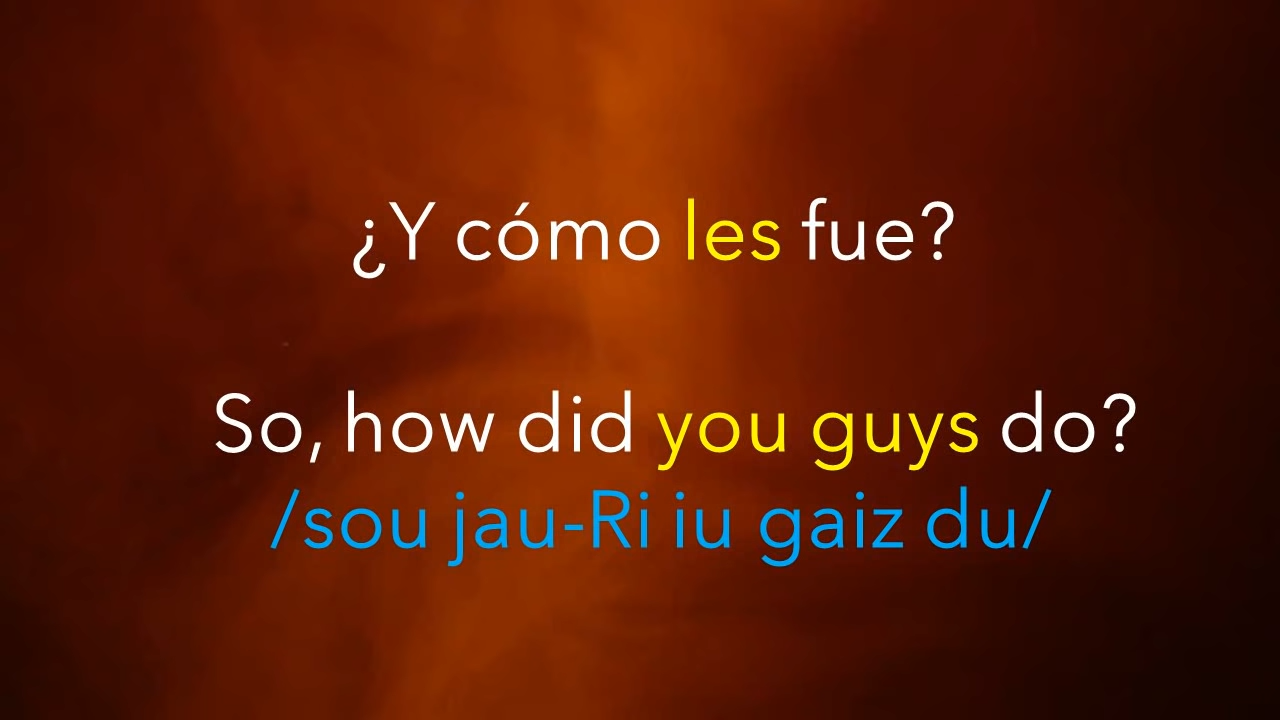 ¿Y cómo les fue?
So, how did you guys do?
/sou jau-Ri iu gaiz du/